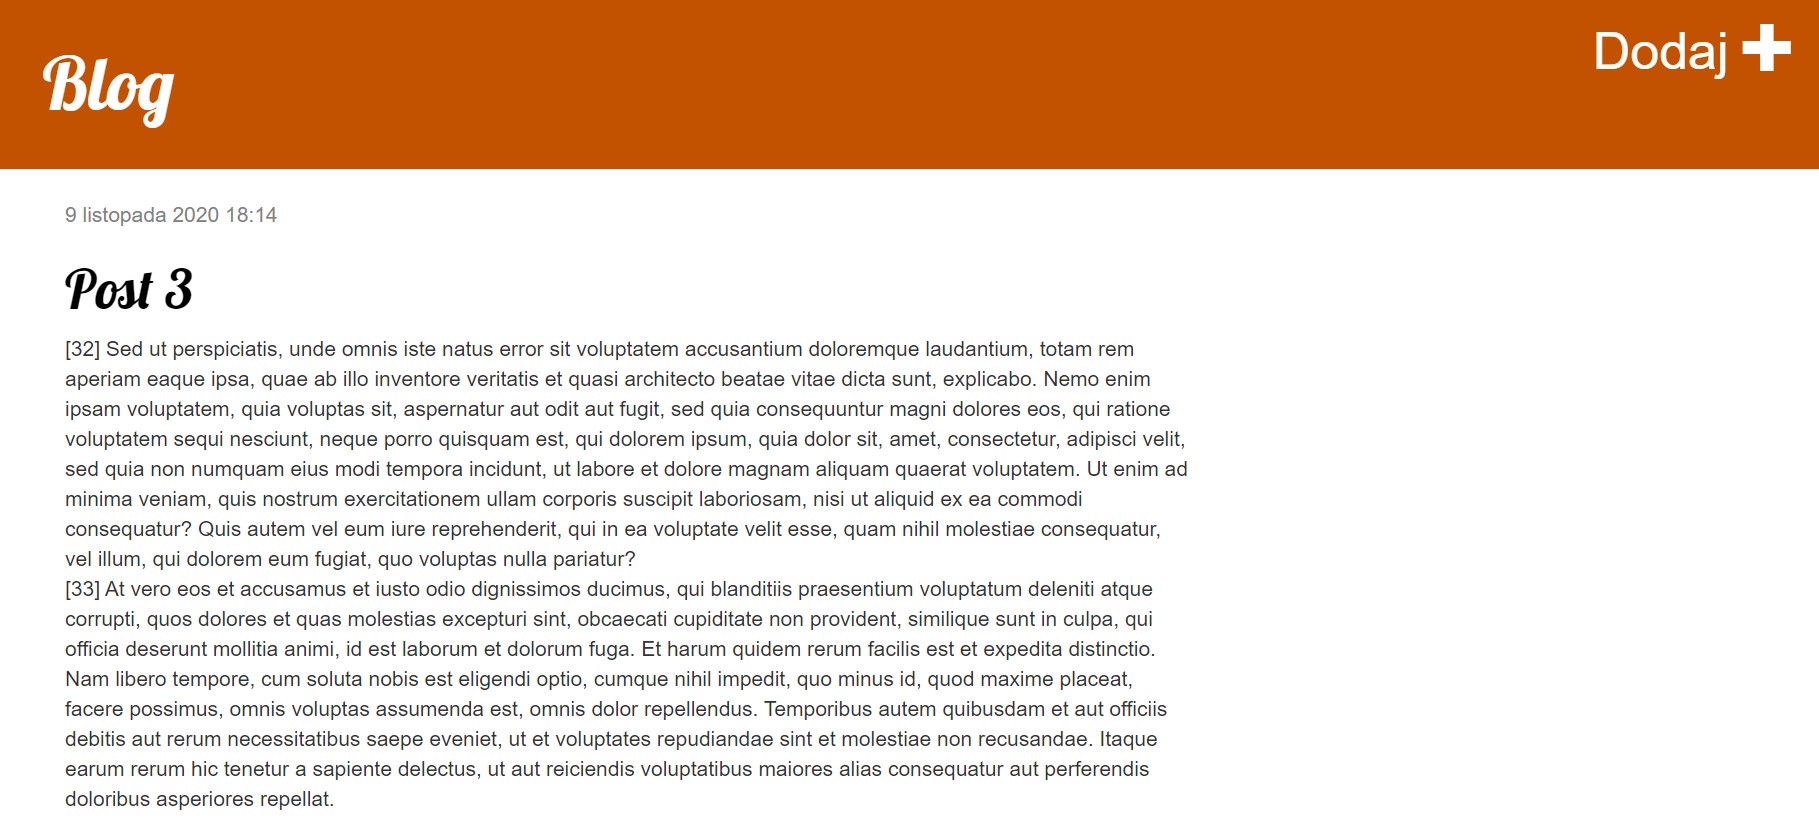 Blog
Dodaj
9 listopada 2020 18:14
Post 3
[32] Sed ut perspiciatis, unde omnis iste natus error sit voluptatem accusantium doloremque laudantium, totam rem
aperiam eaque ipsa, quae ab illo inventore veritatis et quasi architecto beatae vitae dicta sunt, explicabo. Nemo enim
ipsam voluptatem, quia voluptas sit, aspernatur aut odit aut fugit, sed quia consequuntur magni dolores eos, qui ratione
voluptatem sequi nesciunt, neque porro quisquam est, qui dolorem ipsum, quia dolor sit, amet, consectetur, adipisci velit,
sed quia non numquam eius modi tempora incidunt, ut labore et dolore magnam aliquam quaerat voluptatem. Ut enim ad
minima veniam, quis nostrum exercitationem ullam corporis suscipit laboriosam, nisi ut aliquid ex ea commodi
consequatur? Quis autem vel eum iure reprehenderit, qui in ea voluptate velit esse, quam nihil molestiae consequatur,
vel illum, qui dolorem eum fugiat, quo voluptas nulla pariatur?
[33] At vero eos et accusamus et iusto odio dignissimos ducimus, qui blanditiis praesentium voluptatum deleniti atque
corrupti, quos dolores et quas molestias excepturi sint, obcaecati cupiditate non provident, similique sunt in culpa, qui
officia deserunt mollitia animi, id est laborum et dolorum fuga. Et harum quidem rerum facilis est et expedita distinctio.
Nam libero tempore, cum soluta nobis est eligendi optio, cumque nihil impedit, quo minus id, quod maxime placeat,
facere possimus, omnis voluptas assumenda est, omnis dolor repellendus. Temporibus autem quibusdam et aut officiis
debitis aut rerum necessitatibus saepe eveniet, ut et voluptates repudiandae sint et molestiae non recusandae. Itaque
earum rerum hic tenetur a sapiente delectus, ut aut reiciendis voluptatibus maiores alias consequatur aut perferendis
doloribus asperiores repellat.